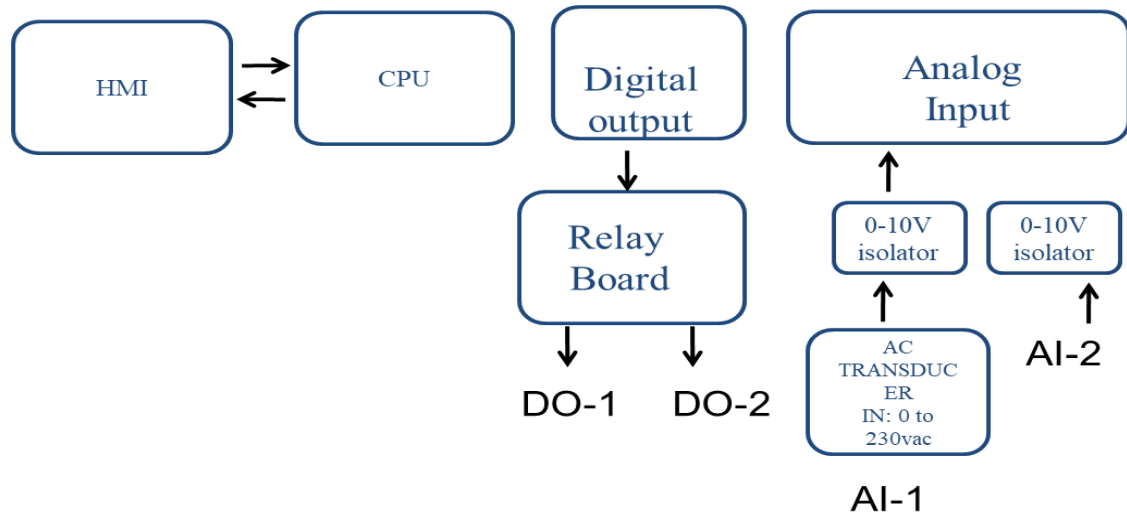 HMI
CPU
Digital
output
Analog
Input
Relay
Board
0-10V
isolator
0-10V
isolator
DO-1
DO-2
AC
TRANSDUC
ER
IN: 0 to
230vac
AI-2
AI-1